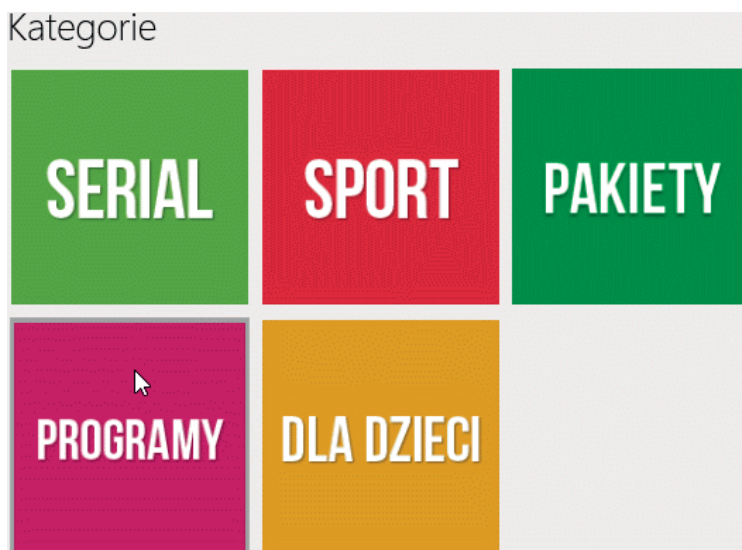 Kategorie
SERIAL
SPORT
PAKIETY
PROGRAMY
DLA DZIECI